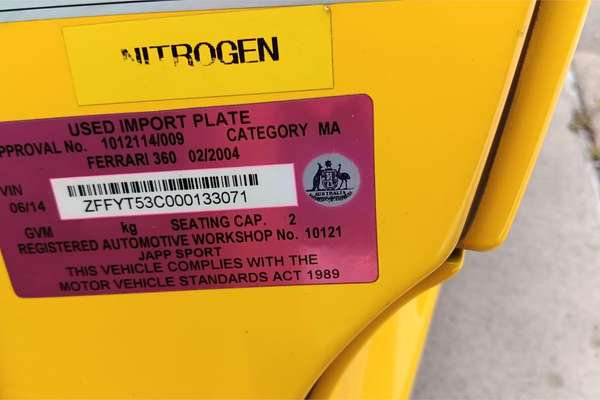 NITROGEN
USED IMPORT PLATE
APPROVAL No. 1012114/009 CATEGORY MA
FERRARI 360 02/2004
VIN
06/14 ZFFYT53C000133071
GVM kg SEATING CAP. 2
REGISTERED AUTOMOTIVE WORKSHOP No. 10121
JAPP SPORT
THIS VEHICLE COMPLIES WITH THE
MOTOR VEHICLE STANDARDS ACT 1989
AUSTRALIA